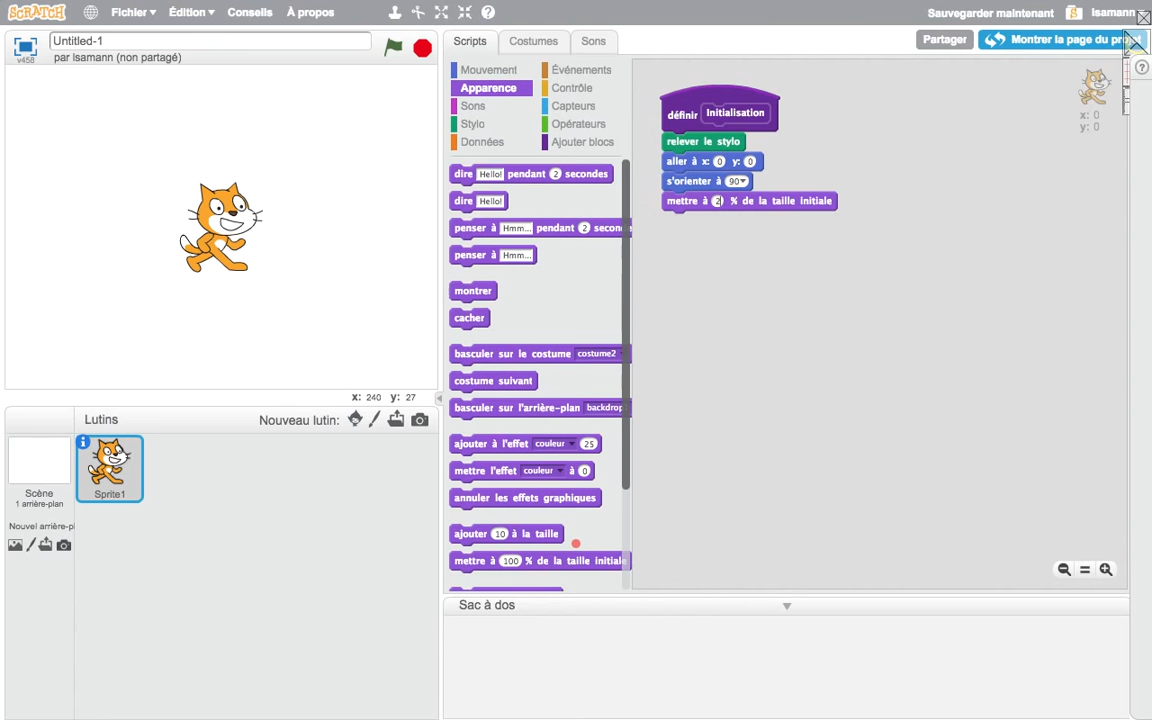 SCRATCH Fichier Édition Conseils À propos Sauvegarder maintenant Isamann
Untitled-1
par Isamann (non partagé)
v458
Scripts Costumes Sons
Partager
Montrer la page du
Mouvement Événements
Apparence Contrôle
Sons Capteurs
Stylo Opérateurs
Données Ajouter blocs
dire Hello! pendant 2 secondes
dire Hello!
penser à Hmm... pendant 2 second
penser à Hmm...
montrer
cacher
basculer sur le costume costume2
costume suivant
basculer sur l'arrière-plan backdrop
ajouter à l'effet couleur 25
mettre l'effet couleur à 0
annuler les effets graphiques
ajouter 10 à la taille
mettre à 100 % de la taille initiale
définir Initialisation
relever le stylo
aller à x: 0 y: 0
s'orienter à 90
mettre à 2 % de la taille initiale
x: 0
y: 0
x: 240 y: 27
Lutins Nouveau lutin:
Sprite1
Scène
1 arrière-plan
Nouvel arrière-pl
Sac à dos